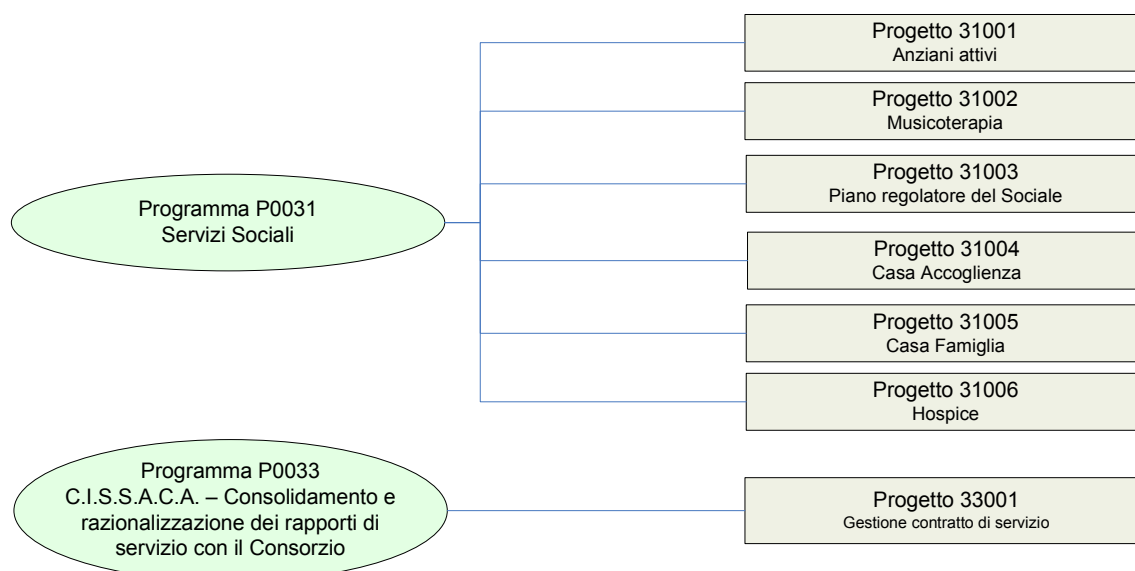 Programma P0031
Servizi Sociali
Progetto 31001
Anziani attivi
Progetto 31002
Musicoterapia
Progetto 31003
Piano regolatore del Sociale
Progetto 31004
Casa Accoglienza
Progetto 31005
Casa Famiglia
Progetto 31006
Hospice
Programma P0033
C.I.S.S.A.C.A. – Consolidamento e
razionalizzazione dei rapporti di
servizio con il Consorzio
Progetto 33001
Gestione contratto di servizio